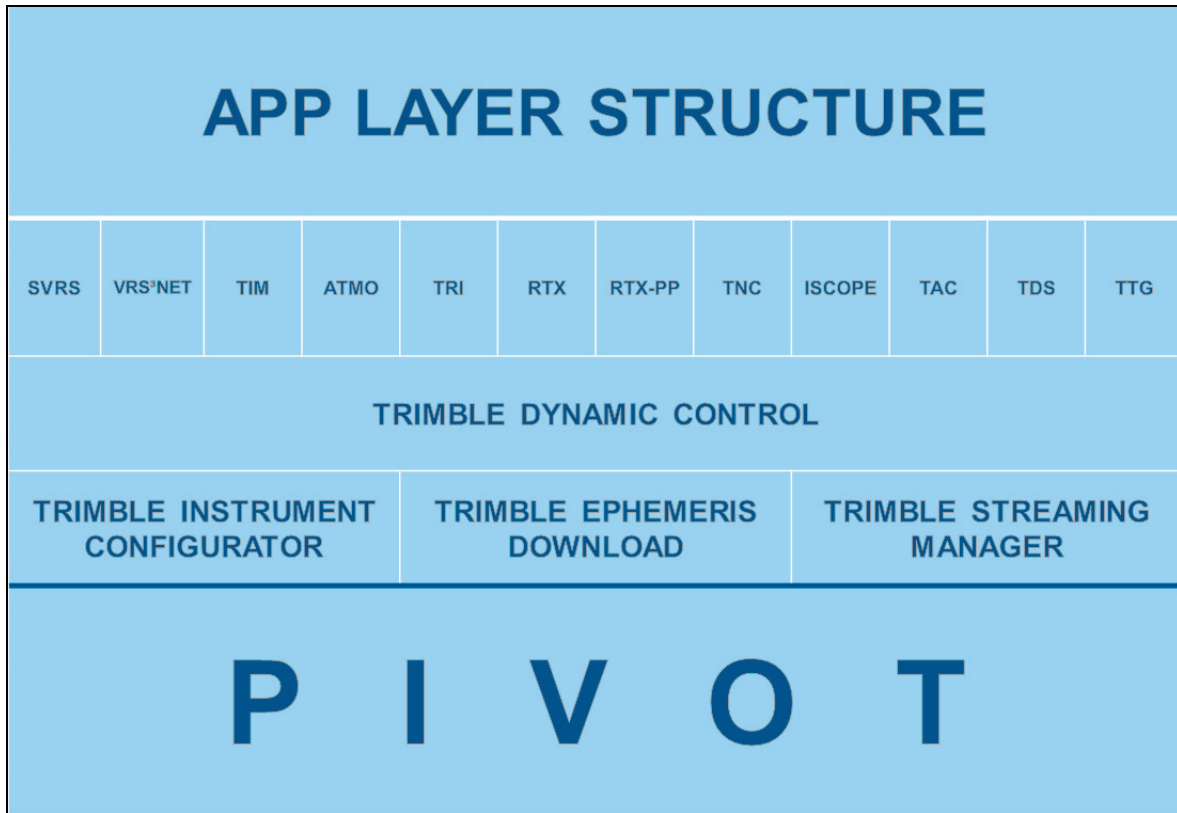 APP LAYER STRUCTURE
SVRS VRS³NET TIM ATMO TRI RTX RTX-PP TNC ISCOPE TAC TDS TTG
TRIMBLE DYNAMIC CONTROL
TRIMBLE INSTRUMENT
CONFIGURATOR
TRIMBLE EPHEMERIS
DOWNLOAD
TRIMBLE STREAMING
MANAGER
P I V O T